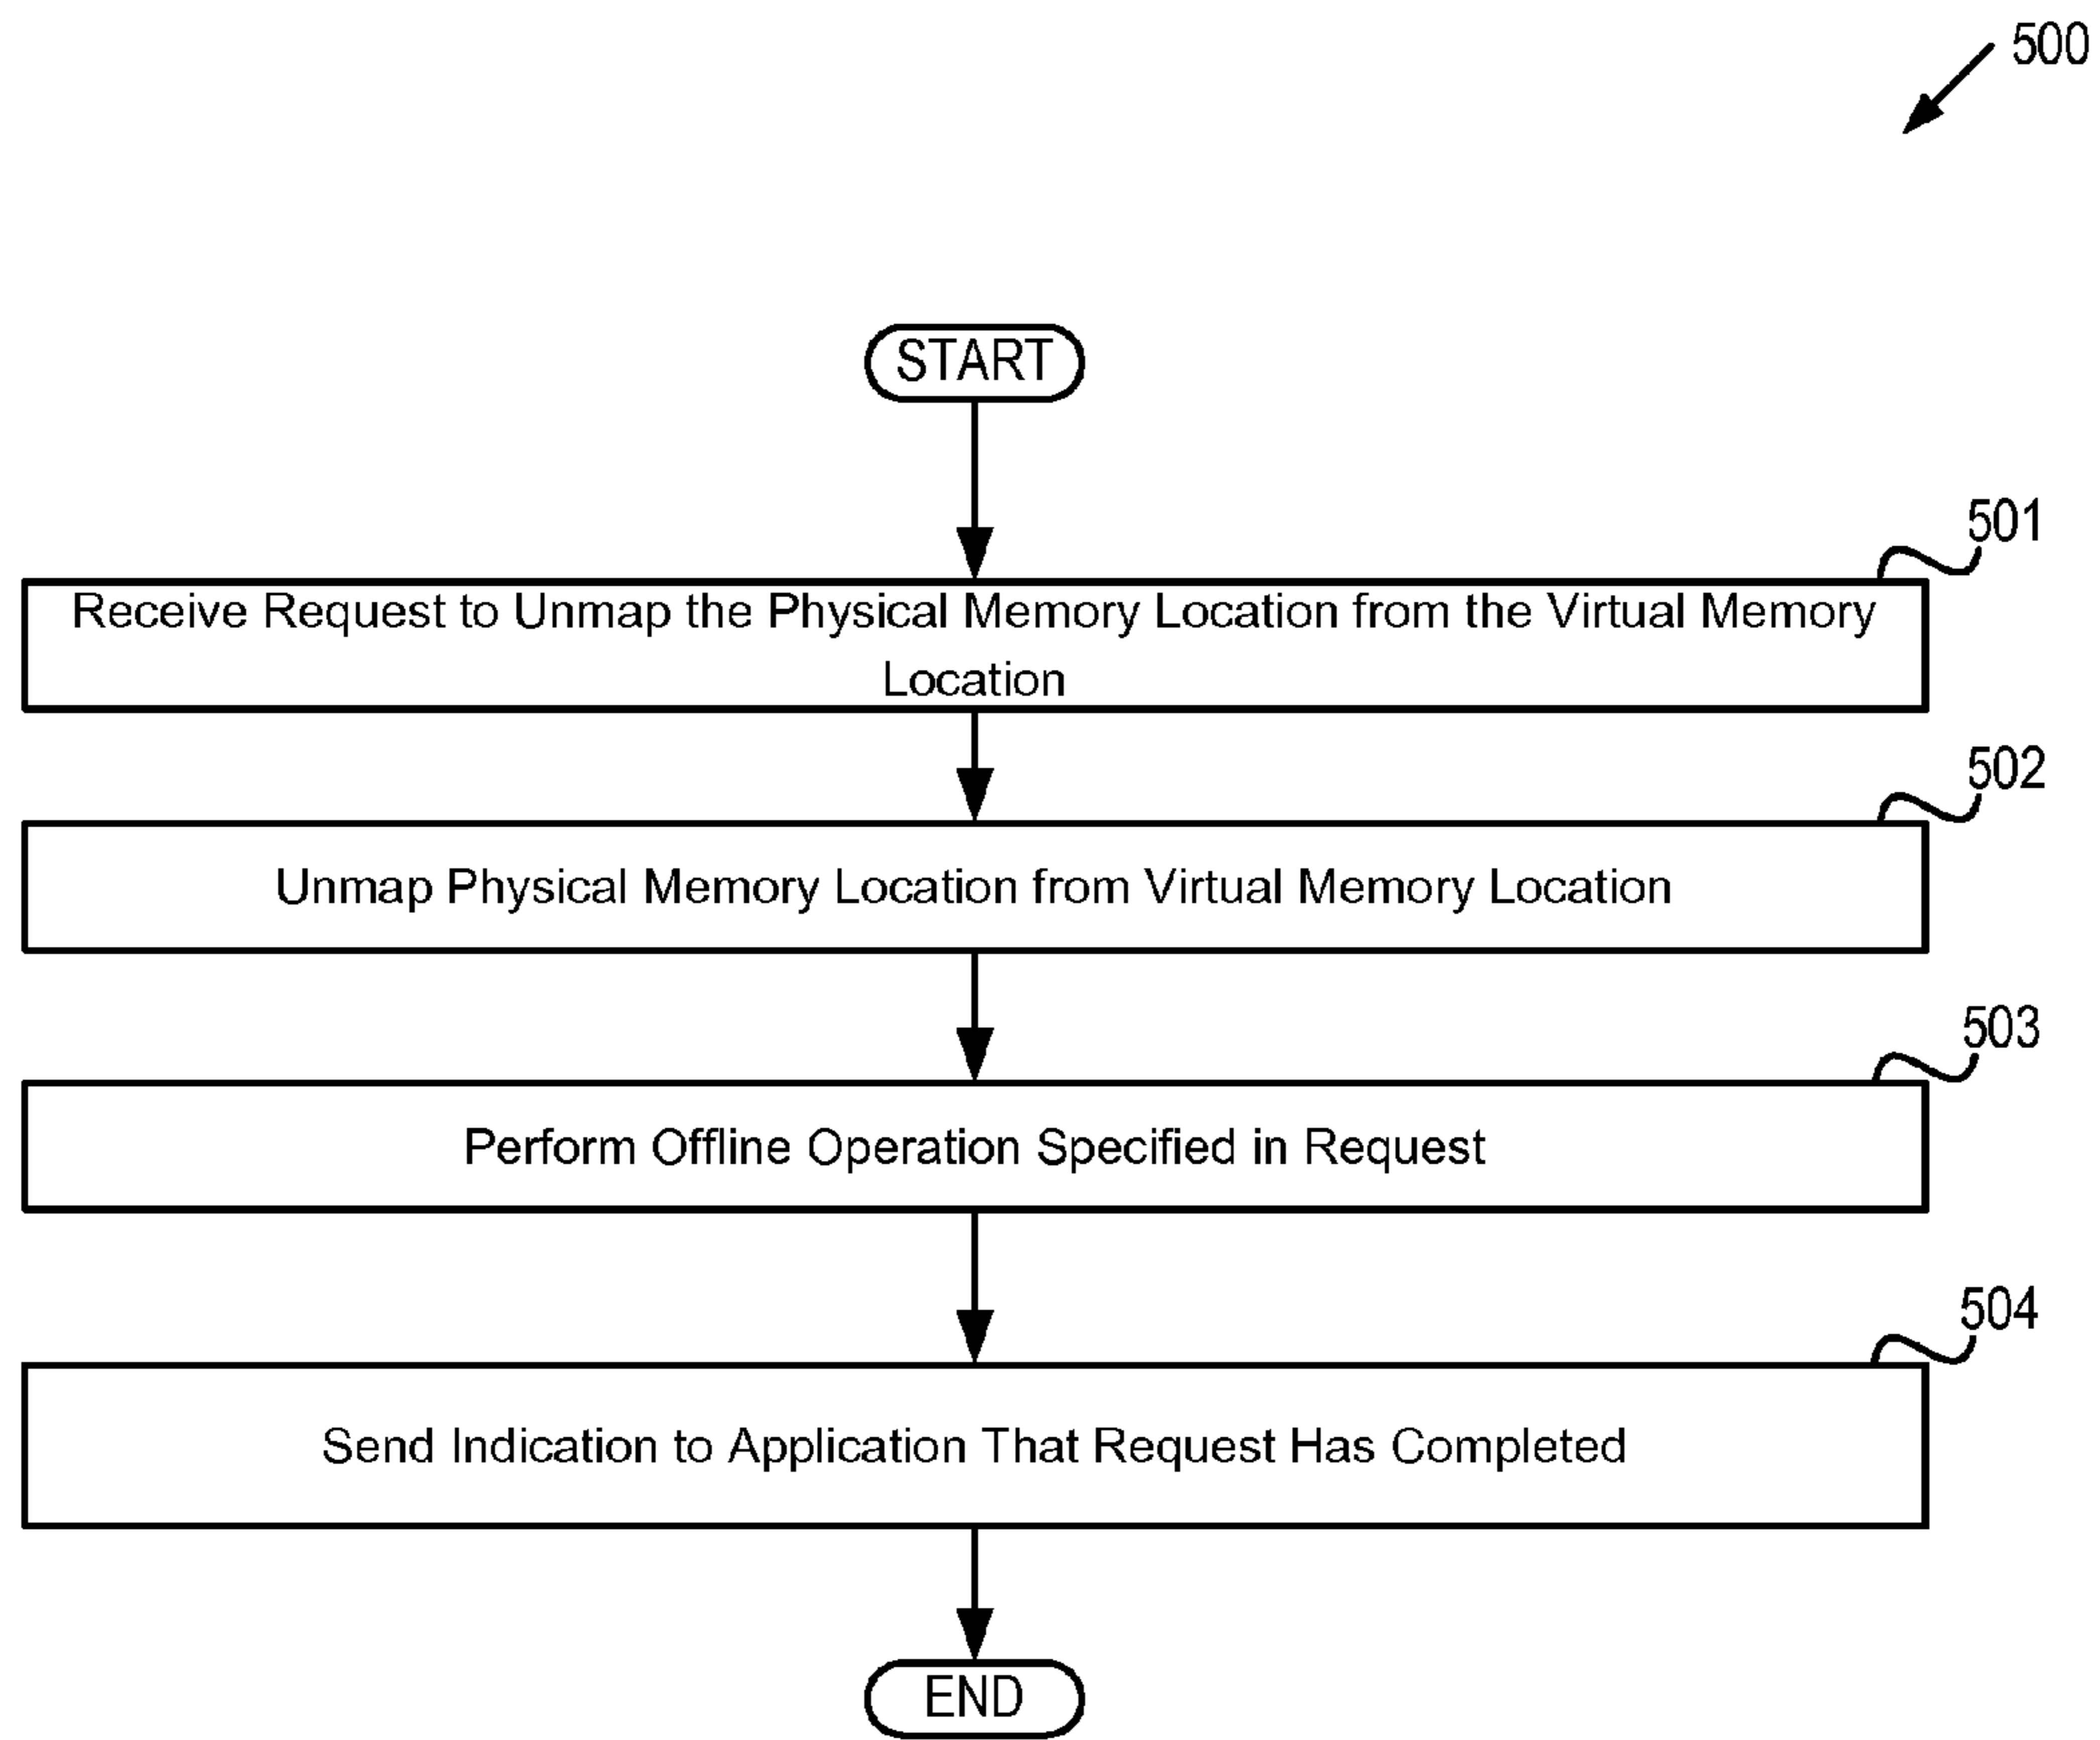 500
START
501
Receive Request to Unmap the Physical Memory Location from the Virtual Memory
Location
502
Unmap Physical Memory Location from Virtual Memory Location
503
Perform Offline Operation Specified in Request
504
Send Indication to Application That Request Has Completed
END